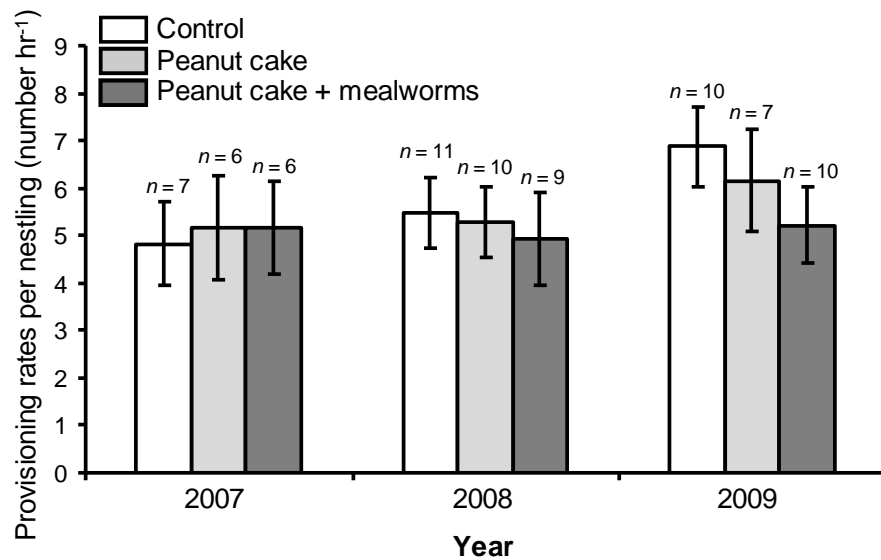 Control
Peanut cake
Peanut cake + mealworms
Provisioning rates per nestling (number hr⁻¹)
9
8
7
6
5
4
3
2
1
0
n = 7
n = 6
n = 6
n = 11
n = 10
n = 9
n = 10
n = 7
n = 10
2007
2008
2009
Year